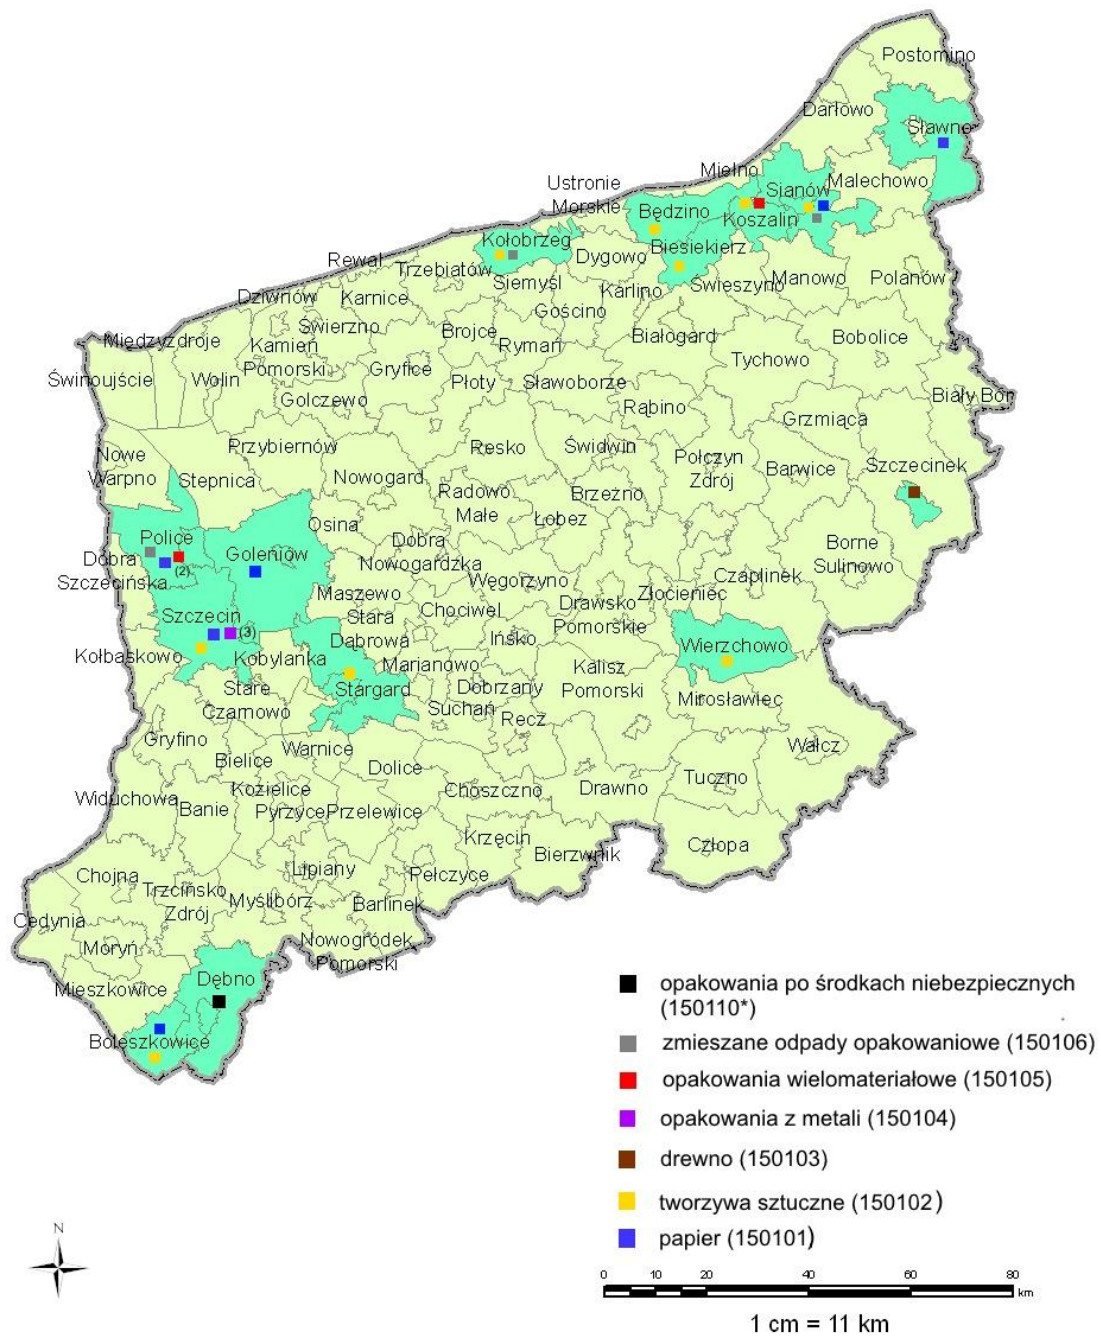 Postomino
Darłowo
Sławno
Mielno
Sianów
Malechowo
Ustronie
Morskie
Będzino
Koszalin
Kołobrzeg
Biesiekierz
Rewal
Trzebiatów
Dygowo
Siemyśl
Karlino
Świeszyno
Manowo
Polanów
Dziwnów
Karnice
Gościno
Świerzno
Brojce
Białogard
Bobolice
Międzyzdroje
Kamień
Pomorski
Rymań
Tychowo
Świnoujście
Wolin
Gryfice
Płoty
Sławoborze
Golczewo
Rąbino
Biały Bór
Grzmiąca
Przybiernów
Resko
Świdwin
Nowe
Warpno
Stepnica
Nowogard
Połczyn
Zdrój
Barwice
Szczecinek
Radowo
Małe
Brzeżno
Osina
Łobez
Police
Dobra
Szczecińska
(2)
Goleniów
Dobra
Nowogardzka
Borne
Sulinowo
Węgorzyno
Czaplinek
Maszewo
Złocieniec
Szczecin
(3)
Stara
Dąbrowa
Chociwel
Drawsko
Pomorskie
Ińsko
Wierzchowo
Kołbaskowo
Kobylanka
Marianowo
Kalisz
Pomorski
Stare
Czarnowo
Stargard
Dobrzany
Suchań
Mirosławiec
Recz
Gryfino
Warnice
Wałcz
Bielice
Dolice
Tuczno
Widuchowa
Banie
Kozielice
Pyrzyce
Przelewice
Choszczno
Drawno
Krzęcin
Bierzwnik
Człopa
Chojna
Trzcińsko
Zdrój
Lipiany
Pełczyce
Myślibórz
Barlinek
Cedynia
Moryń
Nowogródek
Pomorski
Mieszkowice
Dębno
Boleszkowice
opakowania po środkach niebezpiecznych
(150110*)
zmieszane odpady opakowaniowe (150106)
opakowania wielomateriałowe (150105)
opakowania z metali (150104)
drewno (150103)
tworzywa sztuczne (150102)
papier (150101)
N
0 10 20 40 60 80
km
1 cm = 11 km